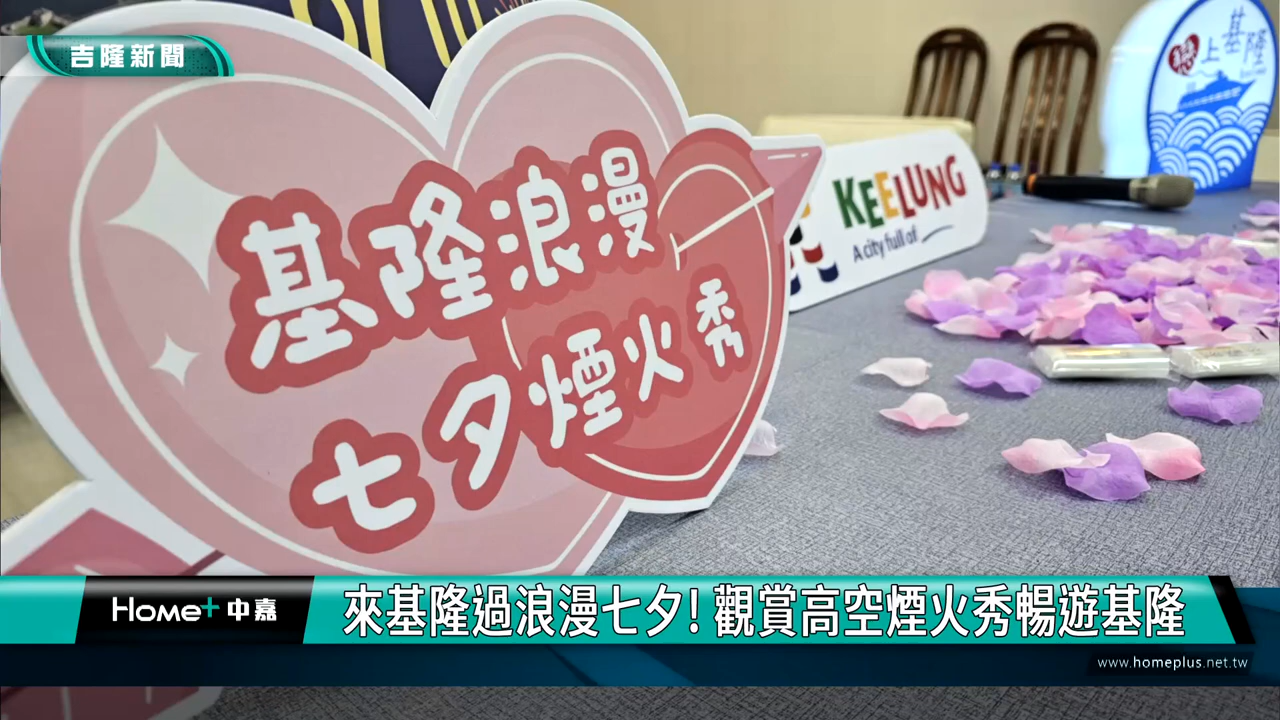 吉隆新聞
基隆浪漫
七夕煙火秀
KEELUNG
A city full of
上基隆
Home+中嘉
來基隆過浪漫七夕!觀賞高空煙火秀暢遊基隆
www.homeplus.net.tw